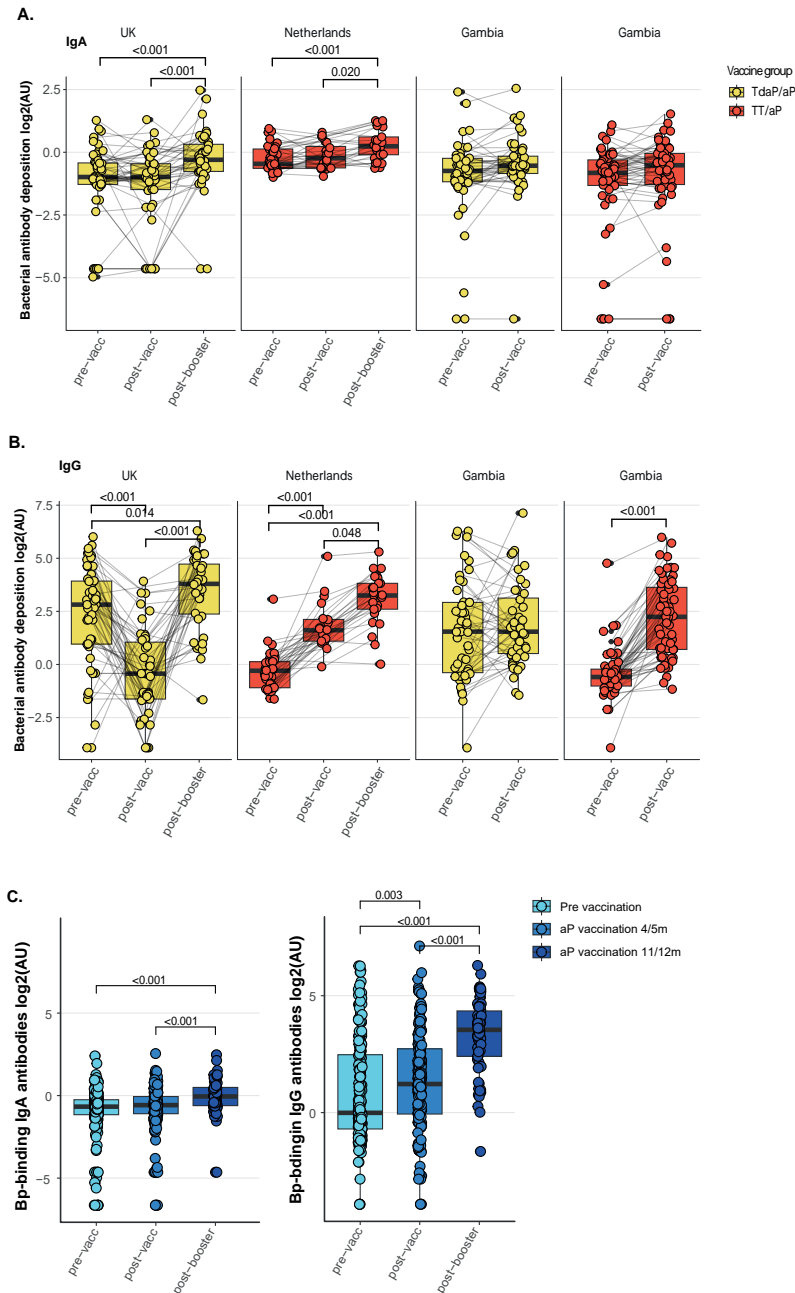 A.
IgA
UK
Netherlands
Gambia
Gambia
<0.001
<0.001
<0.001
0.020
Vaccine group
TdaP/aP
TT/aP
Bacterial antibody deposition log2(AU)
2.5
0.0
−2.5
−5.0
pre−vacc
post−vacc
post−booster
pre−vacc
post−vacc
post−booster
pre−vacc
post−vacc
pre−vacc
post−vacc
B.
IgG
UK
Netherlands
Gambia
Gambia
<0.001
0.014
<0.001
<0.001
<0.001
0.048
<0.001
Bacterial antibody deposition log2(AU)
7.5
5.0
2.5
0.0
−2.5
pre−vacc
post−vacc
post−booster
pre−vacc
post−vacc
post−booster
pre−vacc
post−vacc
pre−vacc
post−vacc
C.
Bp-binding IgA antibodies log2(AU)
<0.001
<0.001
0
−5
pre−vacc
post−vacc
post−booster
Bp-bdingin IgG antibodies log2(AU)
0.003
<0.001
<0.001
5
0
pre−vacc
post−vacc
post−booster
Pre vaccination
aP vaccination 4/5m
aP vaccination 11/12m